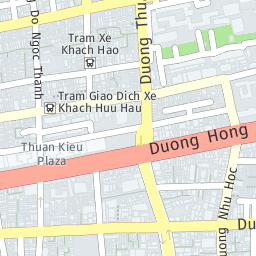 Do Ngoc Thanh
Tram Xe
Khach Hao
Duong Thu
Tram Giao Dich Xe
Khach Huu Hau
Thuan Kieu
Plaza
Duong Hong
uong Nhu Hoc